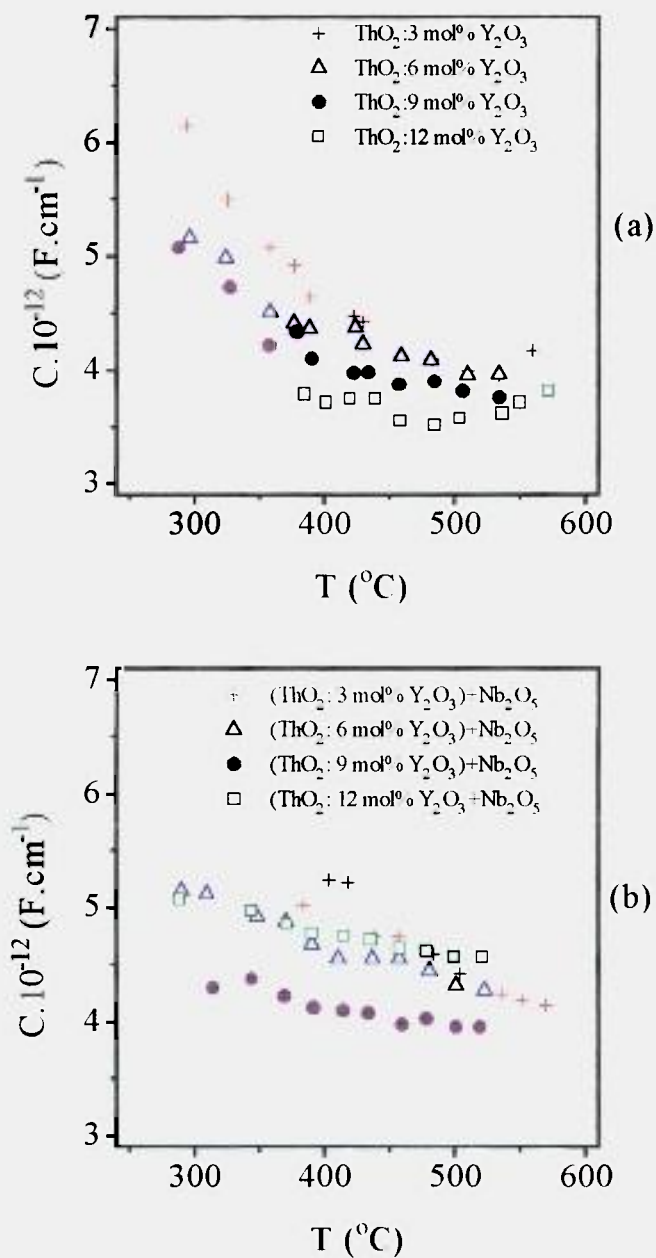 7
6
5
4
3
C.10⁻¹² (F.cm⁻¹)
+ ThO₂:3 mol% Y₂O₃
△ ThO₂:6 mol% Y₂O₃
● ThO₂:9 mol% Y₂O₃
□ ThO₂:12 mol% Y₂O₃
(a)
300 400 500 600
T (°C)
7
6
5
4
3
C.10⁻¹² (F.cm⁻¹)
+ (ThO₂: 3 mol% Y₂O₃)+Nb₂O₅
△ (ThO₂: 6 mol% Y₂O₃)+Nb₂O₅
● (ThO₂: 9 mol% Y₂O₃)+Nb₂O₅
□ (ThO₂: 12 mol% Y₂O₃+Nb₂O₅
(b)
300 400 500 600
T (°C)